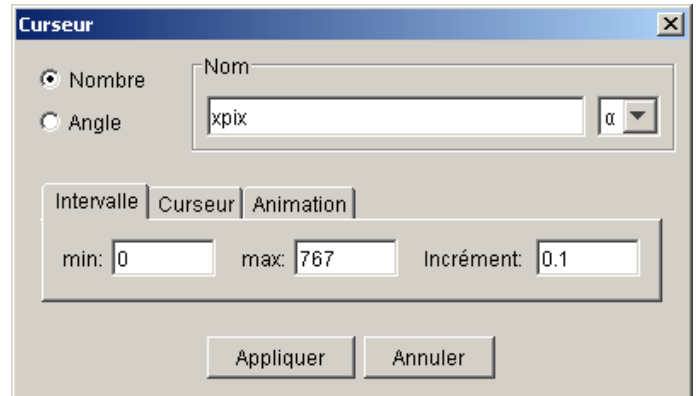 Curseur
Nombre
Angle
Nom
xpix
α
Intervalle Curseur Animation
min: 0 max: 767 Incrément: 0.1
Appliquer Annuler